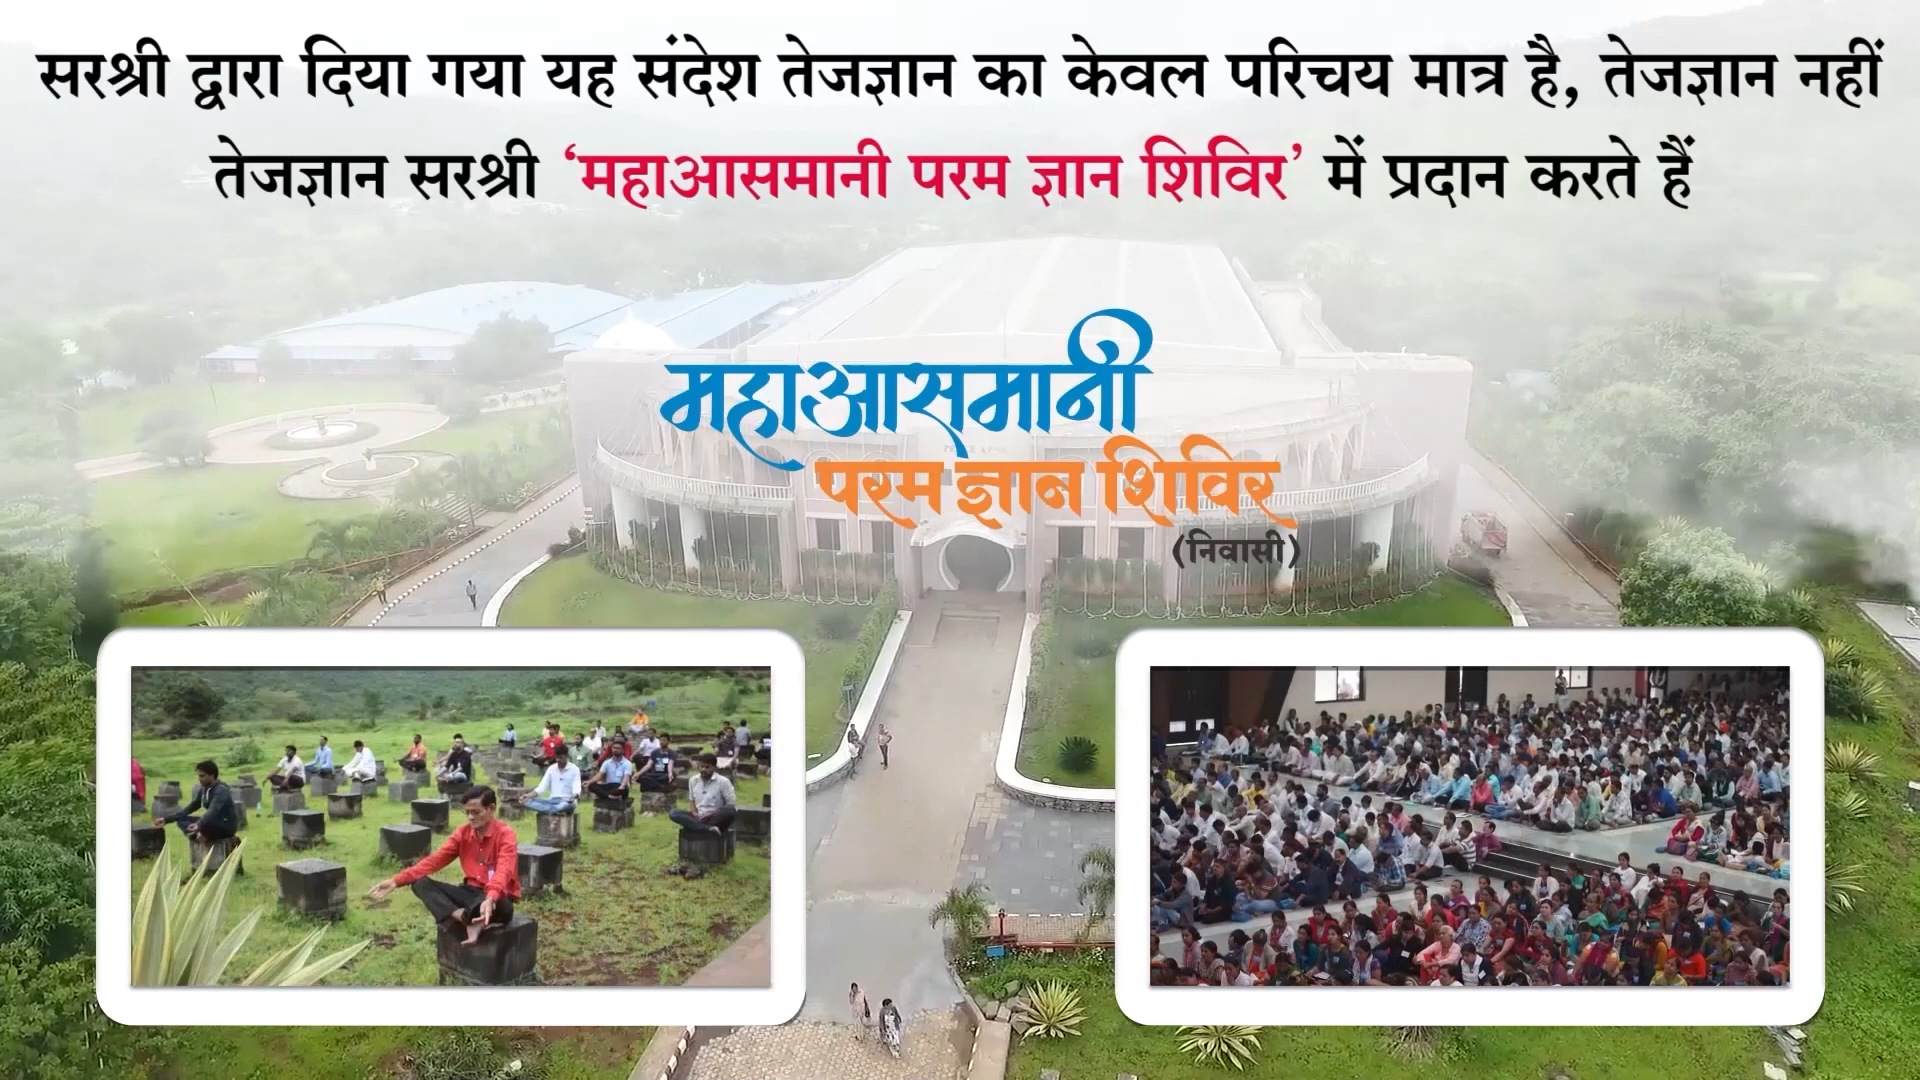 सरश्री द्वारा दिया गया यह संदेश तेजज्ञान का केवल परिचय मात्र है, तेजज्ञान नहीं
तेजज्ञान सरश्री ‘महाआसमानी परम ज्ञान शिविर’ में प्रदान करते हैं
महाआसमानी
परम ज्ञान शिविर
(निवासी)